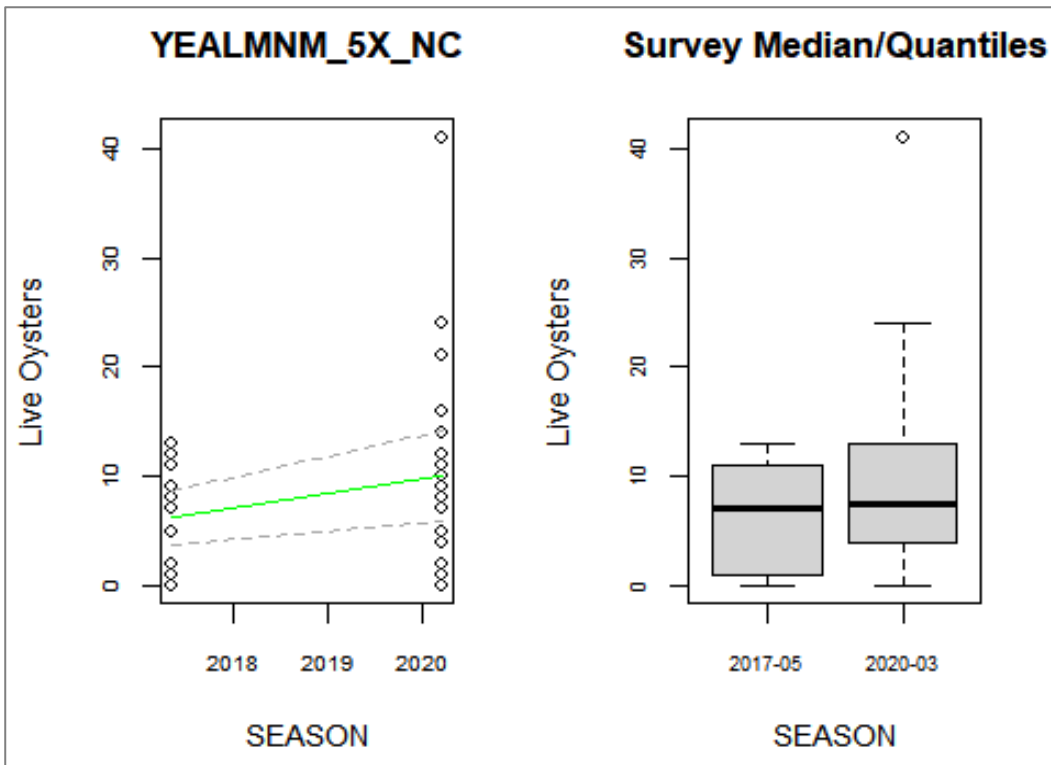 YEALMNM_5X_NC
Live Oysters
40
30
20
10
0
2018 2019 2020
SEASON
Survey Median/Quantiles
Live Oysters
40
30
20
10
0
2017-05 2020-03
SEASON